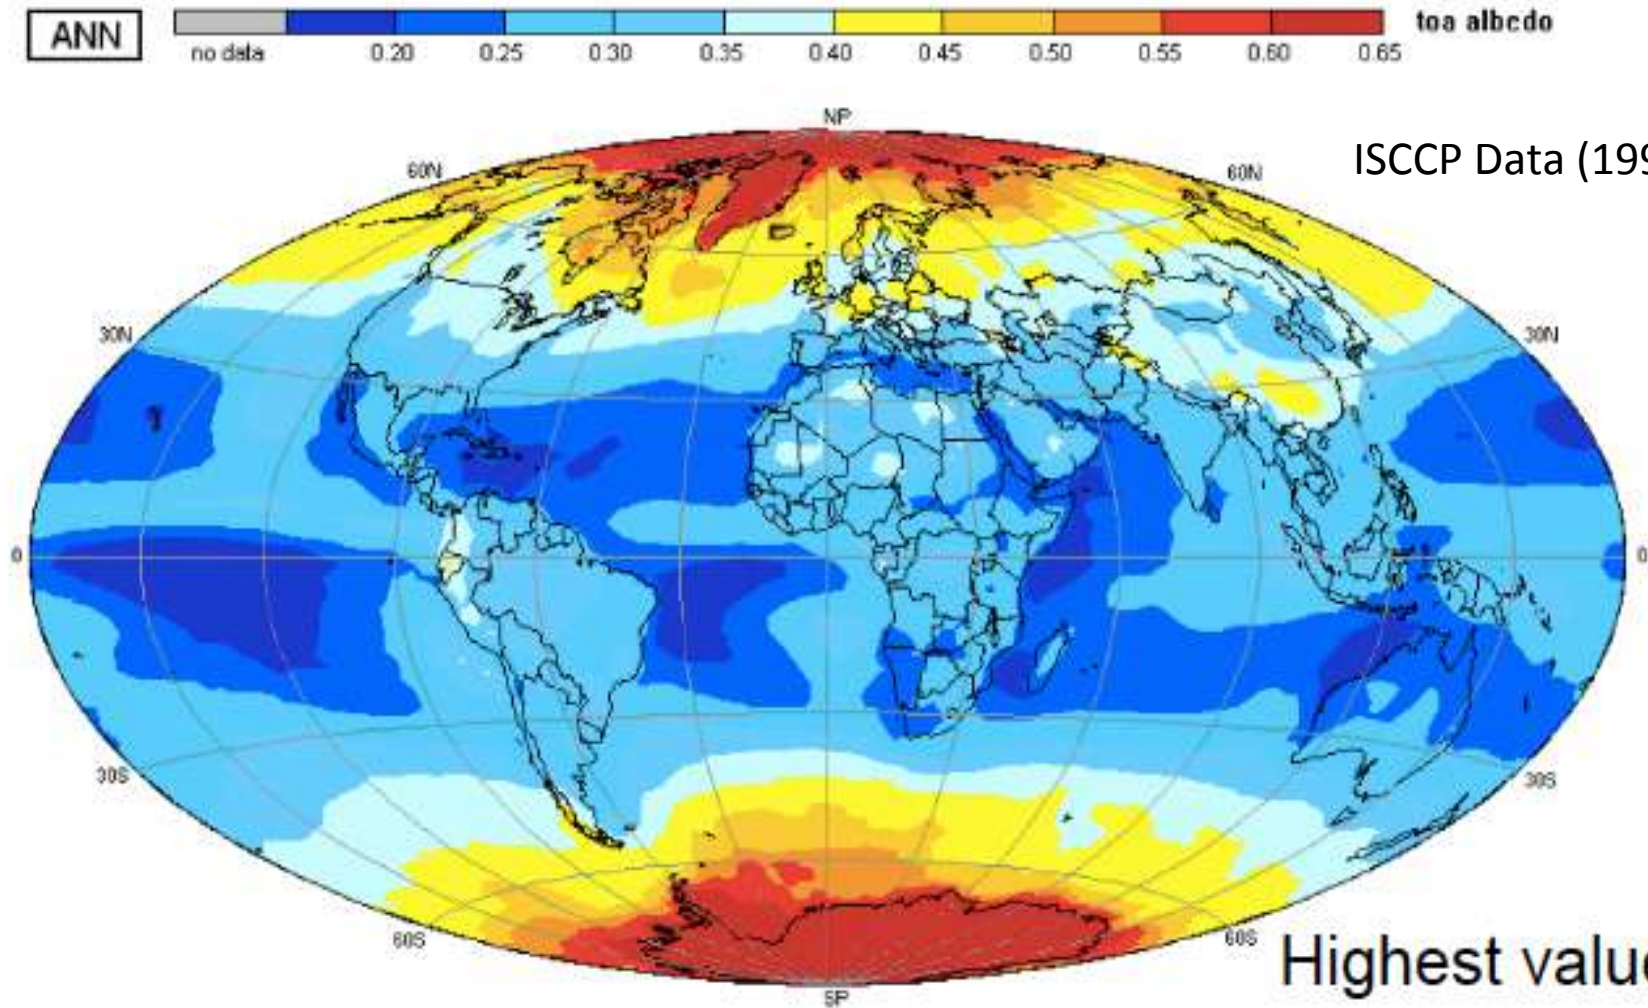 ANN
toa albedo
no data 0.20 0.25 0.30 0.35 0.40 0.45 0.50 0.55 0.60 0.65
NP
ISCCP Data (199
60N 60N
30N 30N
0 0
30S 30S
60S 60S
Highest value
SP